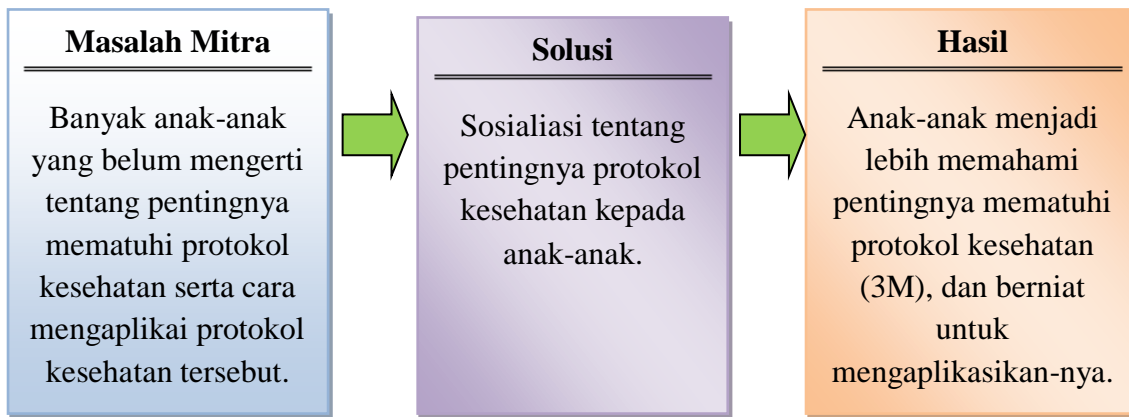 Masalah Mitra
Banyak anak-anak
yang belum mengerti
tentang pentingnya
mematuhi protokol
kesehatan serta cara
mengaplikai protokol
kesehatan tersebut.
Solusi
Sosialiasi tentang
pentingnya protokol
kesehatan kepada
anak-anak.
Hasil
Anak-anak menjadi
lebih memahami
pentingnya mematuhi
protokol kesehatan
(3M), dan berniat
untuk
mengaplikasikan-nya.